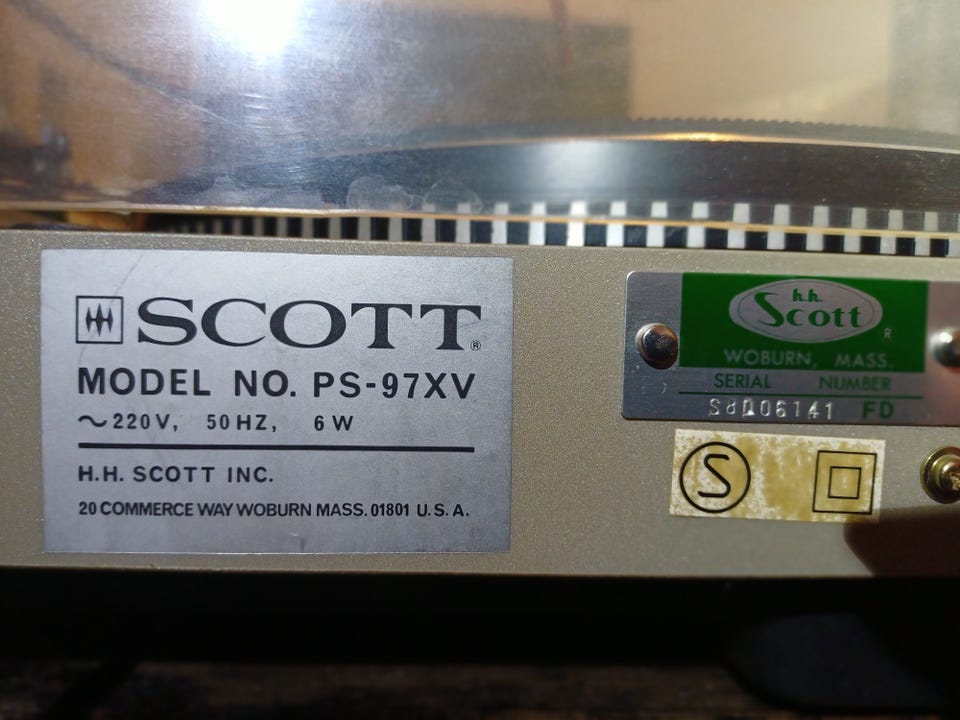 SCOTT®
MODEL NO. PS-97XV
~220V, 50HZ, 6W
H.H. SCOTT INC.
20 COMMERCE WAY WOBURN MASS. 01801 U.S.A.
h.h.
Scott
R
WOBURN, MASS.
SERIAL NUMBER
FD
S